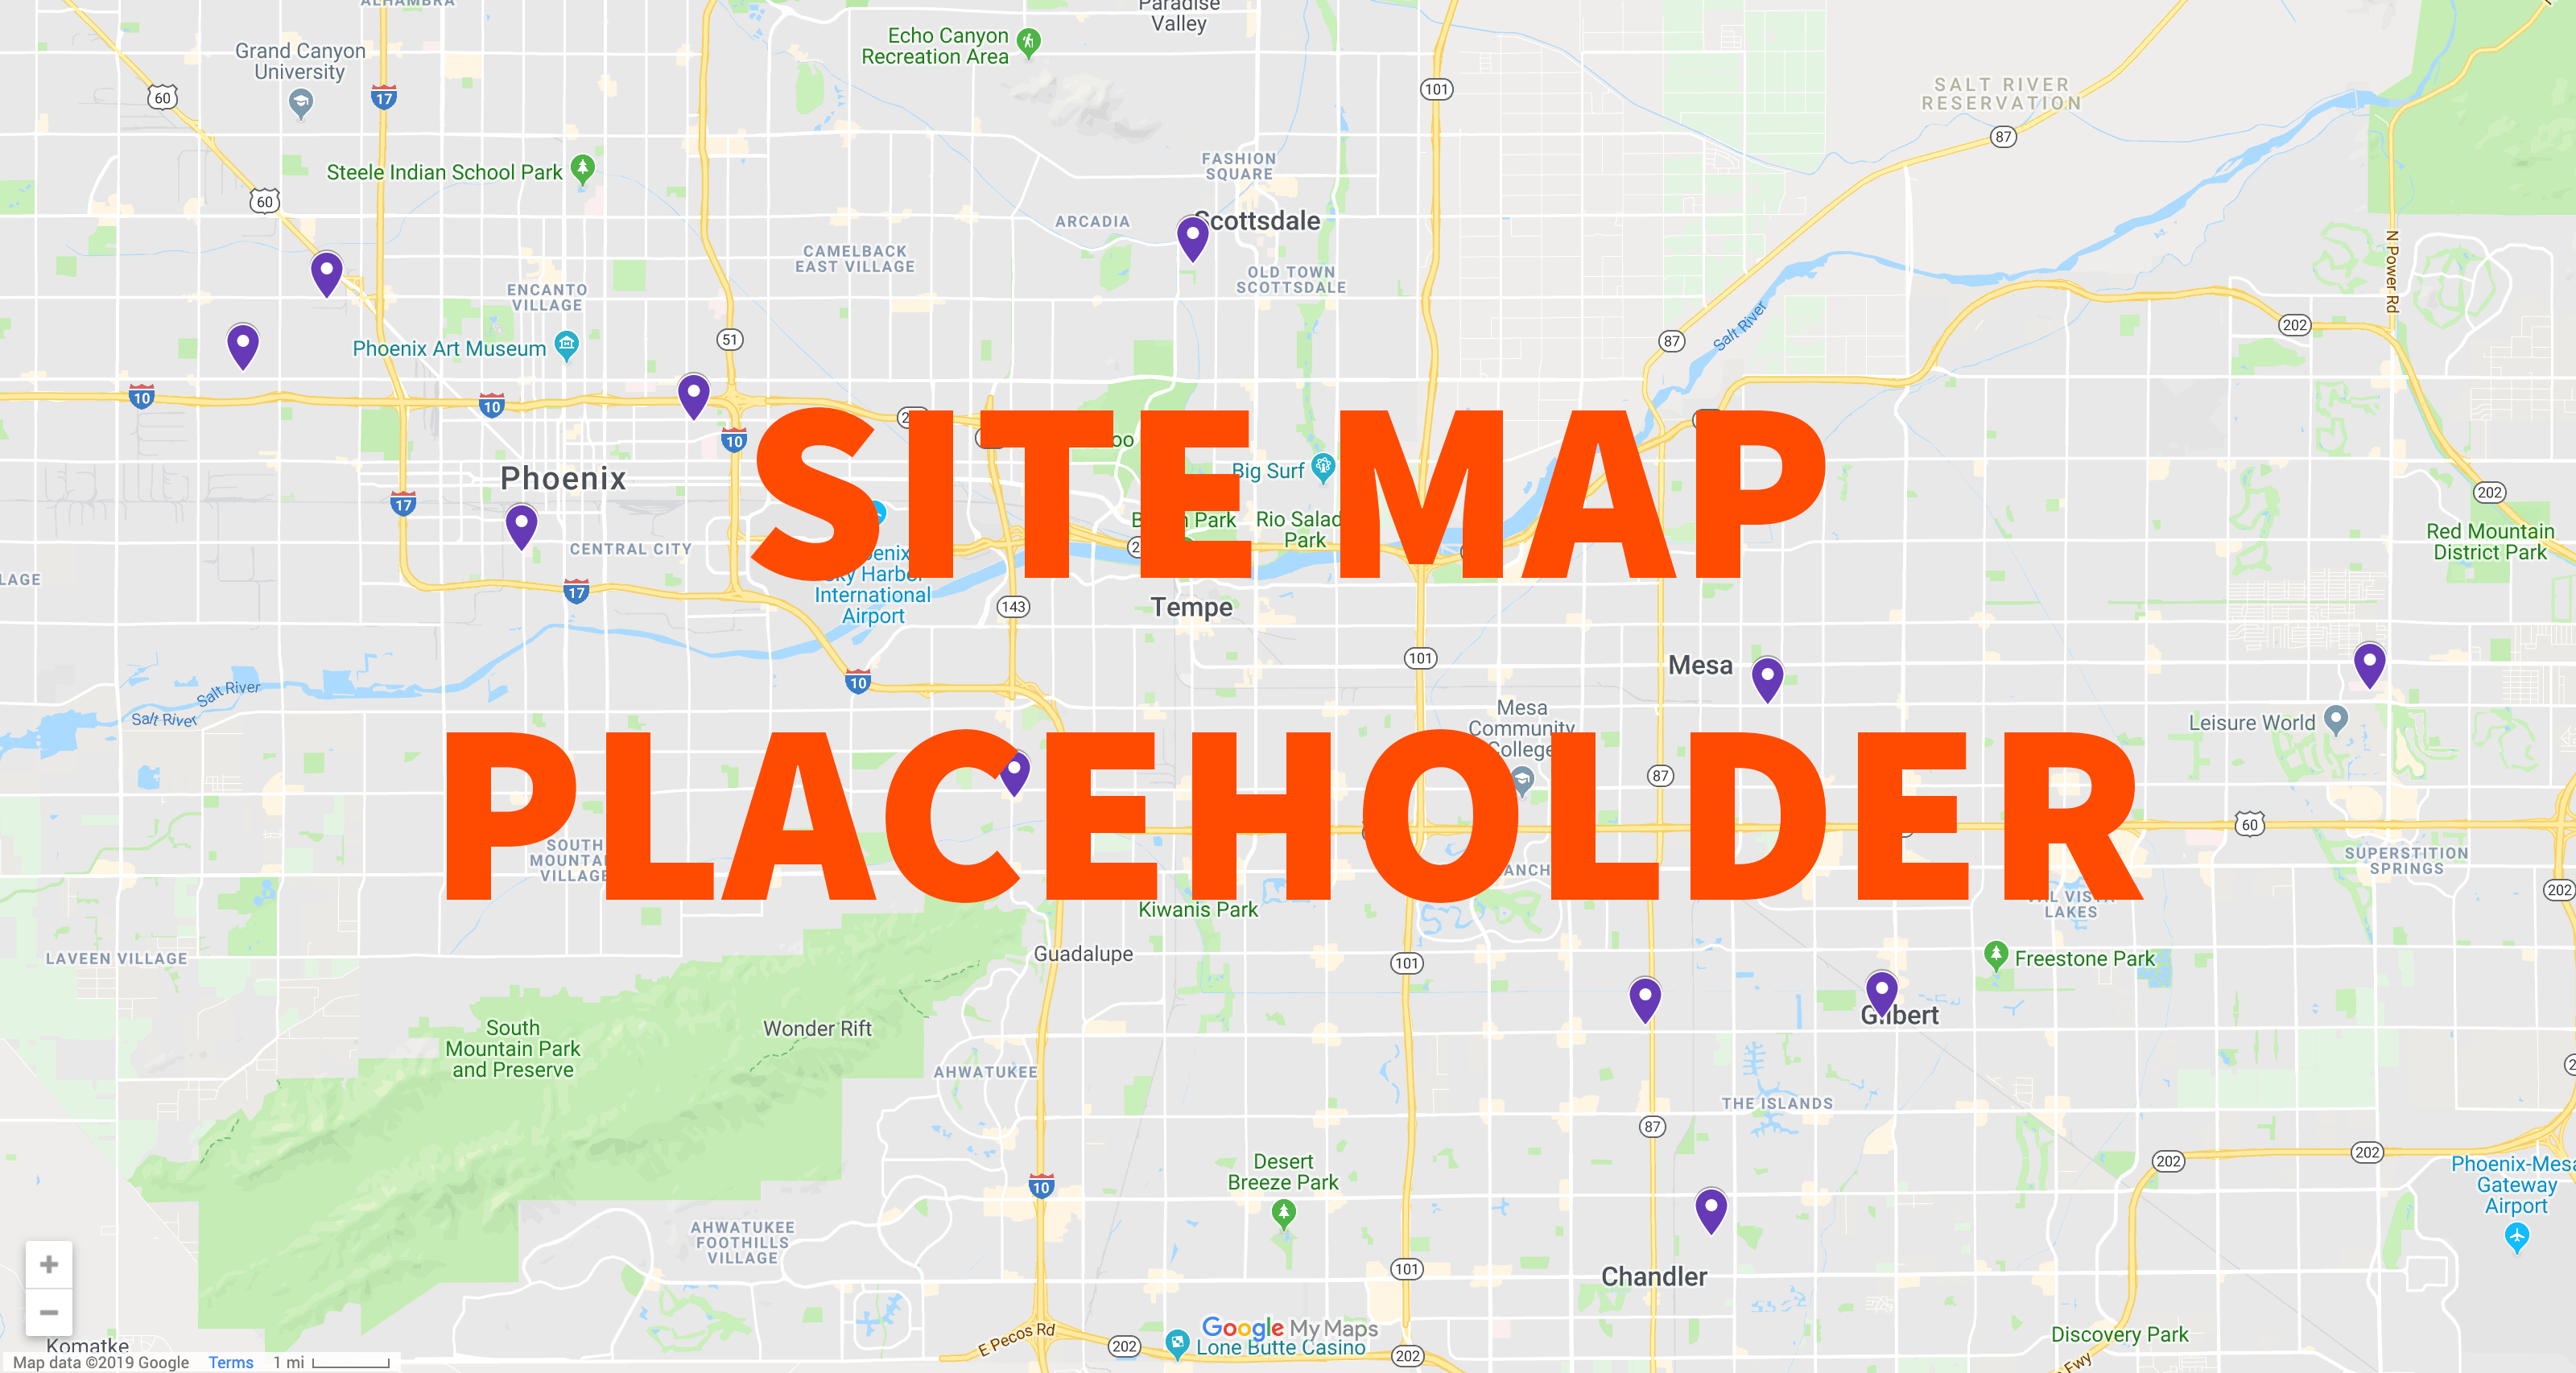 ALHAMBRA
Paradise
Valley
Grand Canyon
University
Echo Canyon
Recreation Area
60
17
101
SALT RIVER
RESERVATION
87
Steele Indian School Park
FASHION
SQUARE
60
ARCADIA
Scottsdale
CAMELBACK
EAST VILLAGE
OLD TOWN
SCOTTSDALE
N Power Rd
ENCANTO
VILLAGE
Salt River
202
51
87
Phoenix Art Museum
10
10
10
SITE MAP
Big Surf
Phoenix
17
202
Rio Salado
Park
Red Mountain
District Park
CENTRAL CITY
LAGE
17
Sky Harbor
International
Airport
143
Tempe
101
Mesa
10
Salt River
Salt River
Mesa
Community
College
Leisure World
87
PLACEHOLDER
60
SOUTH
MOUNTAIN
VILLAGE
SUPERSTITION
SPRINGS
202
VAL VISTA
LAKES
Kiwanis Park
Guadalupe
LAVEEN VILLAGE
101
Freestone Park
Gilbert
South
Mountain Park
and Preserve
Wonder Rift
AHWATUKEE
THE ISLANDS
87
Desert
Breeze Park
202
202
Phoenix-Mesa
Gateway
Airport
10
AHWATUKEE
FOOTHILLS
VILLAGE
101
Chandler
+
−
E Pecos Rd
202
Google My Maps
Lone Butte Casino
202
Discovery Park
Fwy
Komatke
Map data ©2019 Google Terms 1 mi